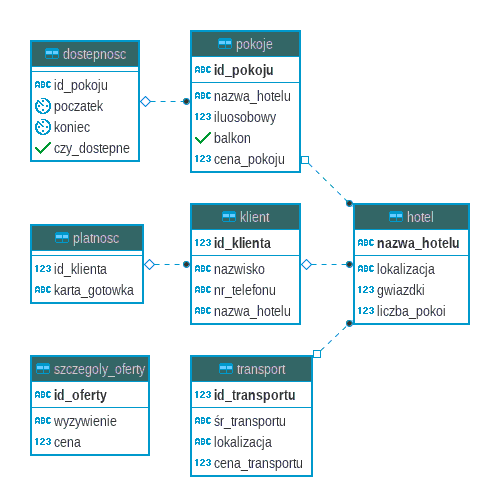 dostepnosc
ABC id_pokoju
poczatek
koniec
czy_dostepne
pokoje
ABC id_pokoju
ABC nazwa_hotelu
123 iluosobowy
balkon
123 cena_pokoju
platnosc
123 id_klienta
ABC karta_gotowka
klient
123 id_klienta
ABC nazwisko
ABC nr_telefonu
ABC nazwa_hotelu
hotel
ABC nazwa_hotelu
ABC lokalizacja
123 gwiazdki
123 liczba_pokoi
szczegoly_oferty
ABC id_oferty
ABC wyzywienie
123 cena
transport
123 id_transportu
ABC śr_transportu
ABC lokalizacja
123 cena_transportu